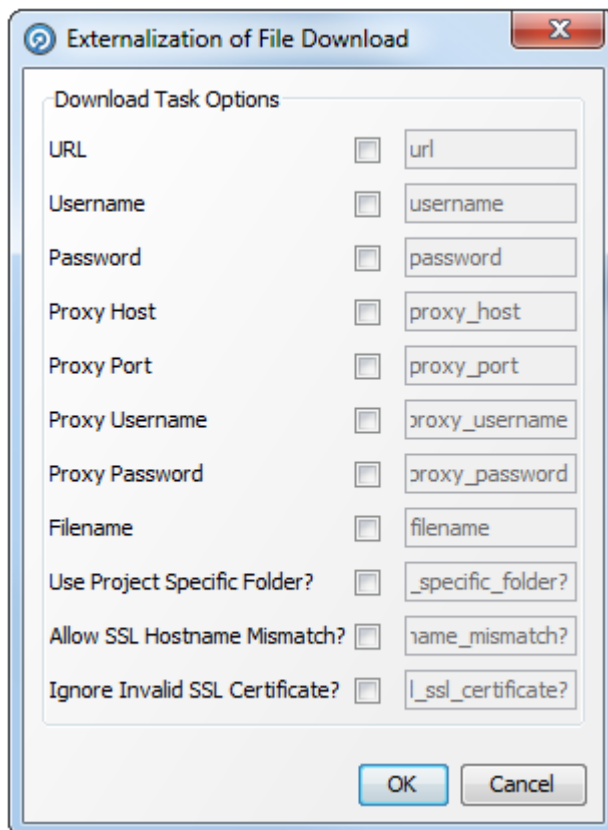 Externalization of File Download
Download Task Options
URL url
Username username
Password password
Proxy Host proxy_host
Proxy Port proxy_port
Proxy Username proxy_username
Proxy Password proxy_password
Filename filename
Use Project Specific Folder? _specific_folder?
Allow SSL Hostname Mismatch? name_mismatch?
Ignore Invalid SSL Certificate? l_ssl_certificate?
OK Cancel